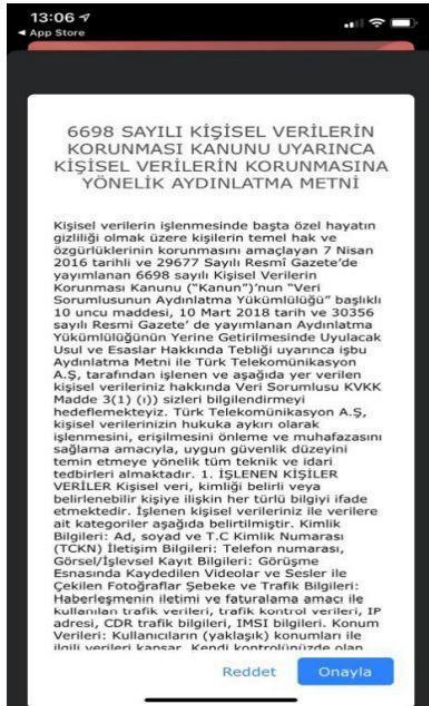 13:06
App Store
6698 SAYILI KİŞİSEL VERİLERİN
KORUNMASI KANUNU UYARINCA
KİŞİSEL VERİLERİN KORUNMASINA
YÖNELİK AYDINLATMA METNİ
Kişisel verilerin işlenmesinde başta özel hayatın
gizliliği olmak üzere kişilerin temel hak ve
özgürlüklerinin korunmasını amaçlayan 7 Nisan
2016 tarihli ve 29677 Sayılı Resmî Gazete’de
yayımlanan 6698 sayılı Kişisel Verilerin
Korunması Kanunu (“Kanun”)’nun “Veri
Sorumlusunun Aydınlatma Yükümlülüğü” başlıklı
10 uncu maddesi, 10 Mart 2018 tarih ve 30356
sayılı Resmi Gazete’ de yayımlanan Aydınlatma
Yükümlülüğünün Yerine Getirilmesinde Uyulacak
Usul ve Esaslar Hakkında Tebliği uyarınca işbu
Aydınlatma Metni ile Türk Telekomünikasyon
A.Ş, tarafından işlenen ve aşağıda yer verilen
kişisel verileriniz hakkında Veri Sorumlusu KVKK
Madde 3(1) (ı)) sizleri bilgilendirmeyi
hedeflemekteyiz. Türk Telekomünikasyon A.Ş,
kişisel verilerinizin hukuka aykırı olarak
işlenmesini, erişilmesini önleme ve muhafazasını
sağlama amacıyla, uygun güvenlik düzeyini
temin etmeye yönelik tüm teknik ve idari
tedbirleri almaktadır. 1. İŞLENEN KİŞİLER
VERİLER Kişisel veri, kimliği belirli veya
belirlenebilir kişiye ilişkin her türlü bilgiyi ifade
etmektedir. İşlenen kişisel verileriniz ile verilere
ait kategoriler aşağıda belirtilmiştir. Kimlik
Bilgileri: Ad, soyad ve T.C Kimlik Numarası
(TCKN) İletişim Bilgileri: Telefon numarası,
Görsel/İşlevsel Kayıt Bilgileri: Görüşme
Esnasında Kaydedilen Videolar ve Sesler ile
Çekilen Fotoğraflar Şebeke ve Trafik Bilgileri:
Haberleşmenin iletimi ve faturalama amacı ile
kullanılan trafik verileri, trafik kontrol verileri, IP
adresi, CDR trafik bilgileri, IMSI bilgileri. Konum
Verileri: Kullanıcıların (yaklaşık) konumları ile
ilgili verileri kapsar. Kendi kontrolünüzde olan
Reddet
Onayla